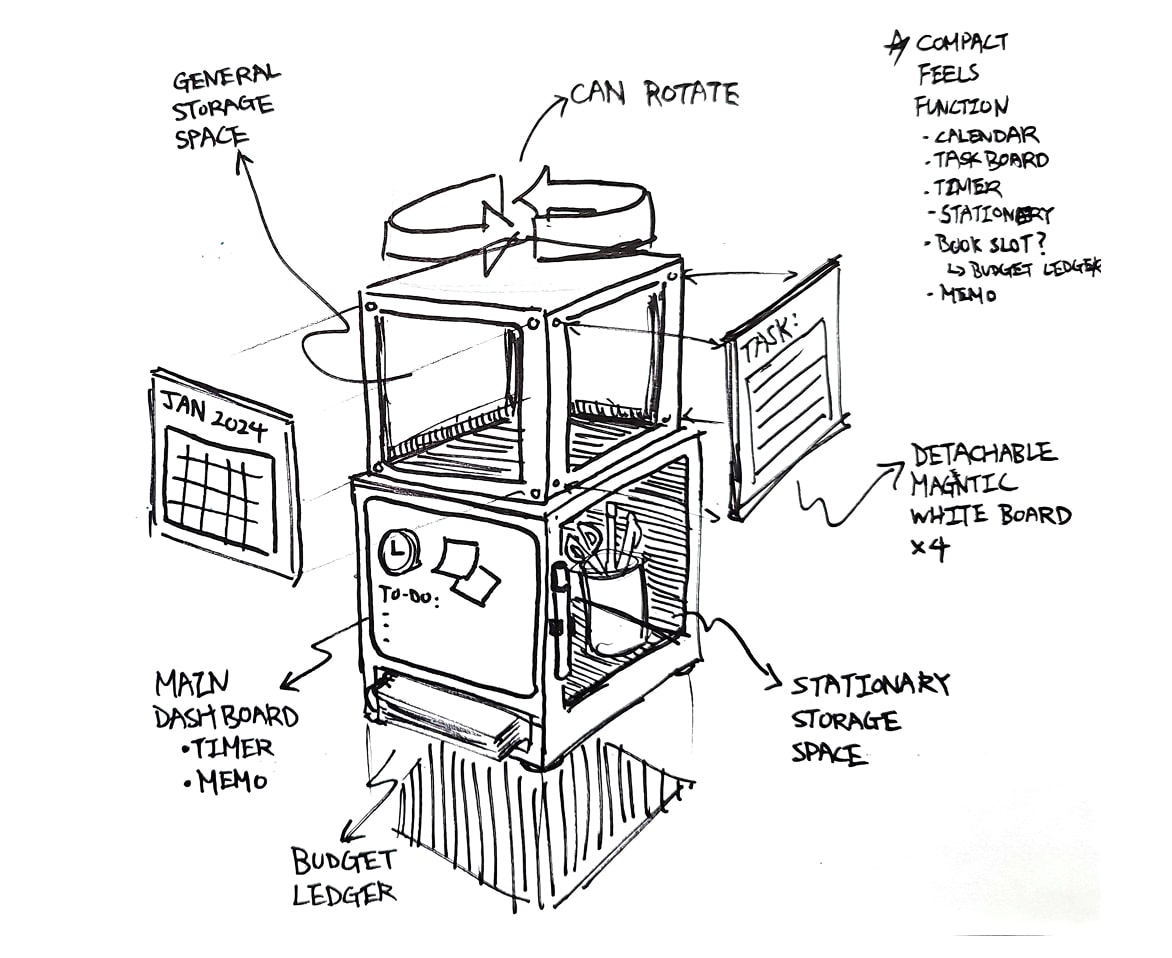 GENERAL
STORAGE
SPACE
CAN ROTATE
COMPACT
FEELS
FUNCTION
- CALENDAR
- TASK BOARD
- TIMER
- STATIONERY
- BOOK SLOT?
↳ BUDGET LEDGER
- MEMO
JAN 2024
TASK:
DETACHABLE
& MAGNTIC
WHITE BOARD
x4
TO-DO:
MAIN
DASHBOARD
• TIMER
• MEMO
STATIONARY
STORAGE
SPACE
BUDGET
LEDGER